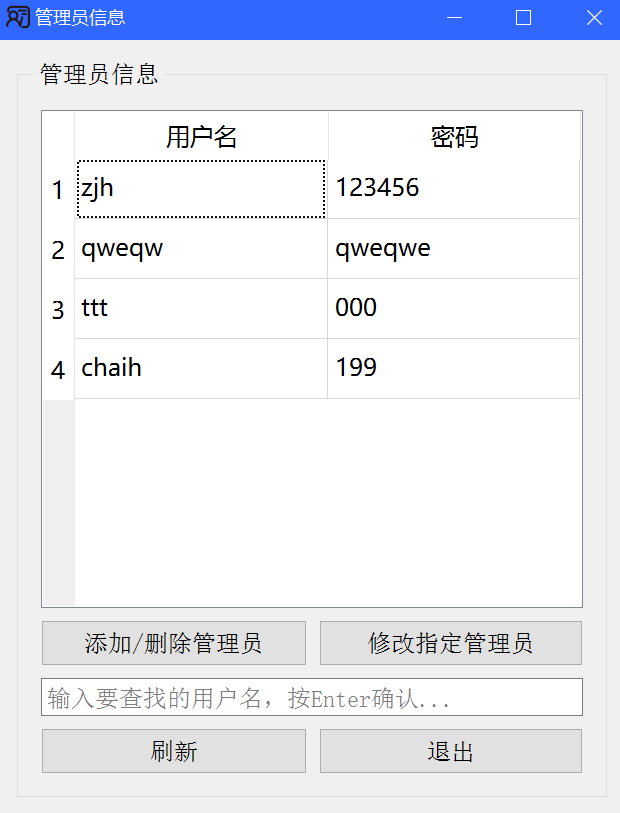 管理员信息
管理员信息
用户名 密码
1 zjh 123456
2 qweqw qweqwe
3 ttt 000
4 chaih 199
添加/删除管理员 修改指定管理员
输入要查找的用户名，按Enter确认...
刷新 退出